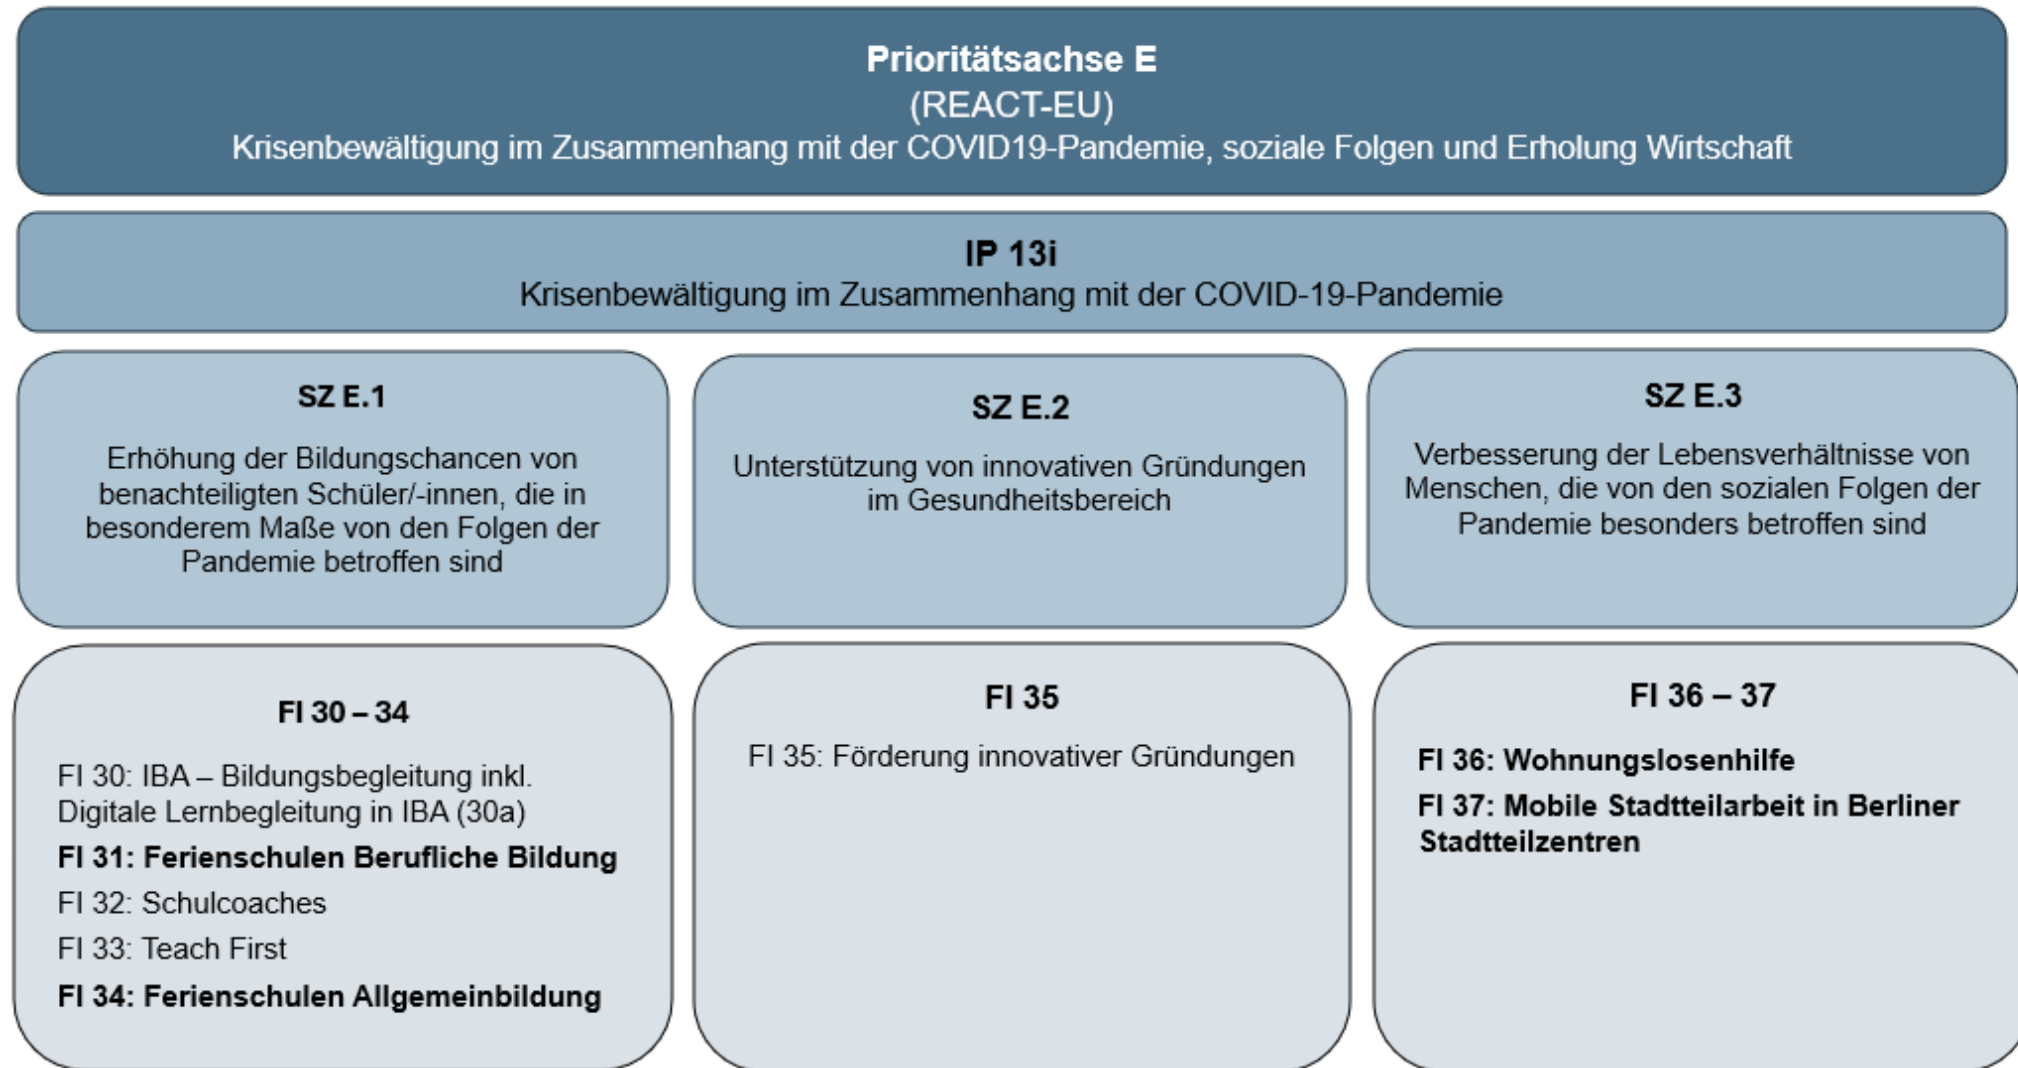 Prioritätsachse E
(REACT-EU)
Krisenbewältigung im Zusammenhang mit der COVID19-Pandemie, soziale Folgen und Erholung Wirtschaft
IP 13i
Krisenbewältigung im Zusammenhang mit der COVID-19-Pandemie
SZ E.1
Erhöhung der Bildungschancen von
benachteiligten Schüler/-innen, die in
besonderem Maße von den Folgen der
Pandemie betroffen sind
SZ E.2
Unterstützung von innovativen Gründungen
im Gesundheitsbereich
SZ E.3
Verbesserung der Lebensverhältnisse von
Menschen, die von den sozialen Folgen der
Pandemie besonders betroffen sind
FI 30 – 34
FI 30: IBA – Bildungsbegleitung inkl.
Digitale Lernbegleitung in IBA (30a)
FI 31: Ferienschulen Berufliche Bildung
FI 32: Schulcoaches
FI 33: Teach First
FI 34: Ferienschulen Allgemeinbildung
FI 35
FI 35: Förderung innovativer Gründungen
FI 36 – 37
FI 36: Wohnungslosenhilfe
FI 37: Mobile Stadtteilarbeit in Berliner
Stadtteilzentren